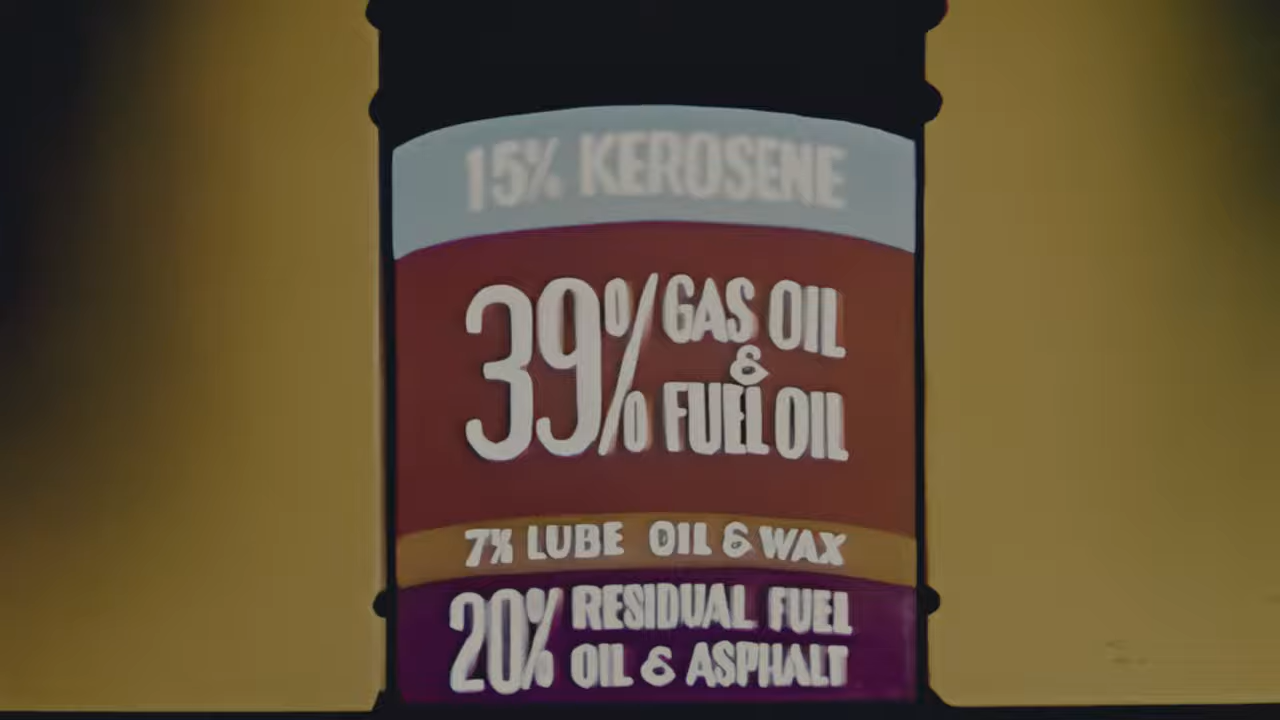 15% KEROSENE
39% GAS OIL
&
FUEL OIL
7% LUBE OIL & WAX
20% RESIDUAL FUEL
OIL & ASPHALT